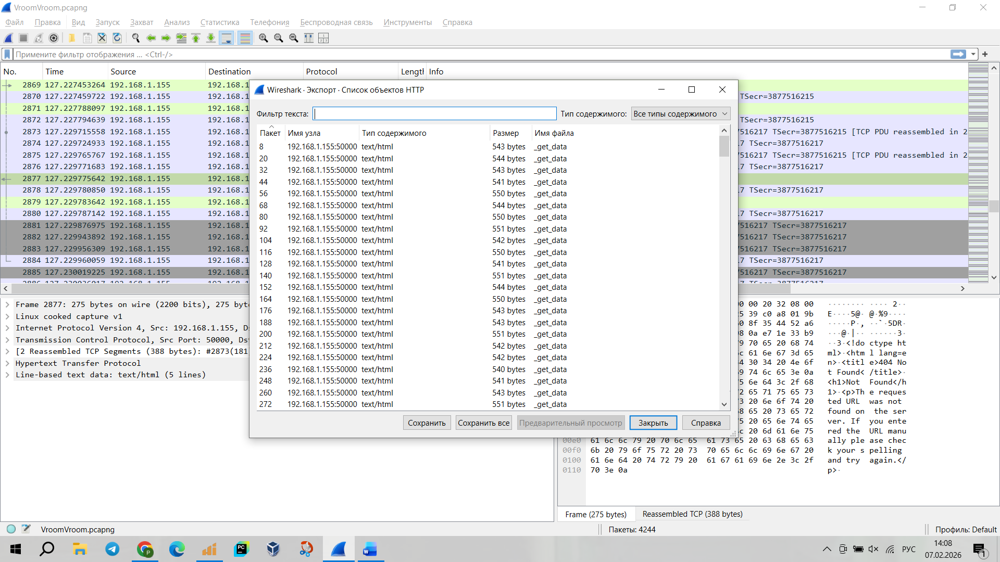 VroomVroom.pcapng
Файл Правка Вид Запуск Захват Анализ Статистика Телефония Беспроводная связь Инструменты Справка
Примените фильтр отображения ... <Ctrl-/>
No. Time Source Destination Protocol Length Info
2869 127.227453264 192.168.1.155 192.168.1
2870 127.227459722 192.168.1.155 192.168.1 TSecr=3877516215
2871 127.227788097 192.168.1.155 192.168.1
2872 127.227794639 192.168.1.155 192.168.1 TSecr=3877516215
2873 127.229715558 192.168.1.155 192.168.1 7516217 TSecr=3877516215 [TCP PDU reassembled in 2
2874 127.229724933 192.168.1.155 192.168.1 7 TSecr=3877516217
2875 127.229765767 192.168.1.155 192.168.1 7516217 TSecr=3877516215 [TCP PDU reassembled in 2
2876 127.229771683 192.168.1.155 192.168.1 7 TSecr=3877516217
2877 127.229775642 192.168.1.155 192.168.1
2878 127.229780850 192.168.1.155 192.168.1 7 TSecr=3877516217
2879 127.229783642 192.168.1.155 192.168.1
2880 127.229787142 192.168.1.155 192.168.1 7 TSecr=3877516217
2881 127.229876975 192.168.1.155 192.168.1 7516217 TSecr=3877516217
2882 127.229943892 192.168.1.155 192.168.1 7516217 TSecr=3877516217
2883 127.229956309 192.168.1.155 192.168.1 7516217 TSecr=3877516217
2884 127.229960059 192.168.1.155 192.168.1 7 TSecr=3877516217
2885 127.230019225 192.168.1.155 192.168.1 7516217 TSecr=3877516217
Wireshark · Экспорт · Список объектов HTTP
Фильтр текста: Тип содержимого: Все типы содержимого
Пакет Имя узла Тип содержимого Размер Имя файла
8 192.168.1.155:50000 text/html 543 bytes _get_data
20 192.168.1.155:50000 text/html 544 bytes _get_data
32 192.168.1.155:50000 text/html 543 bytes _get_data
44 192.168.1.155:50000 text/html 541 bytes _get_data
56 192.168.1.155:50000 text/html 550 bytes _get_data
68 192.168.1.155:50000 text/html 544 bytes _get_data
80 192.168.1.155:50000 text/html 550 bytes _get_data
92 192.168.1.155:50000 text/html 551 bytes _get_data
104 192.168.1.155:50000 text/html 542 bytes _get_data
116 192.168.1.155:50000 text/html 550 bytes _get_data
128 192.168.1.155:50000 text/html 541 bytes _get_data
140 192.168.1.155:50000 text/html 551 bytes _get_data
152 192.168.1.155:50000 text/html 544 bytes _get_data
164 192.168.1.155:50000 text/html 550 bytes _get_data
176 192.168.1.155:50000 text/html 543 bytes _get_data
188 192.168.1.155:50000 text/html 543 bytes _get_data
200 192.168.1.155:50000 text/html 551 bytes _get_data
212 192.168.1.155:50000 text/html 542 bytes _get_data
224 192.168.1.155:50000 text/html 542 bytes _get_data
236 192.168.1.155:50000 text/html 540 bytes _get_data
248 192.168.1.155:50000 text/html 541 bytes _get_data
260 192.168.1.155:50000 text/html 543 bytes _get_data
272 192.168.1.155:50000 text/html 551 bytes _get_data
Сохранить Сохранить все Предварительный просмотр Закрыть Справка
Frame 2877: 275 bytes on wire (2200 bits), 275 byte
Linux cooked capture v1
Internet Protocol Version 4, Src: 192.168.1.155, Ds
Transmission Control Protocol, Src Port: 50000, Dst
[2 Reassembled TCP Segments (388 bytes): #2873(181)
Hypertext Transfer Protocol
Line-based text data: text/html (5 lines)
00 00 20 32 08 00 ········ ···· 2··
25 39 c0 a8 01 9b E····5@· @·%9····
60 8f 35 44 52 a6 ·····P·, ··`·5DR·
08 0a e7 1e 33 b9 ···@·|·· ······3·
79 70 65 20 68 74 ··3·<!do ctype ht
6c 61 6e 67 3d 65 ml>·<htm l lang=e
34 30 34 20 4e 6f n>·<titl e>404 No
69 74 6c 65 3e 0a t Found< /title>·
75 6e 64 3c 2f 68 <h1>Not Found</h
72 65 71 75 65 73 1>·<p>Th e reques
73 20 6e 6f 74 20 ted URL was not
68 65 20 73 65 72 found on the ser
75 20 65 6e 74 65 ver. If you ente
4c 20 6d 61 6e 75 red the URL manu
00e0 61 6c 6c 79 20 70 6c 65 61 73 65 20 63 68 65 63 ally ple ase chec
00f0 6b 20 79 6f 75 72 20 73 70 65 6c 6c 69 6e 67 20 k your s pelling
0100 61 6e 64 20 74 72 79 20 61 67 61 69 6e 2e 3c 2f and try again.</
0110 70 3e 0a p>·
Frame (275 bytes) Reassembled TCP (388 bytes)
VroomVroom.pcapng Пакеты: 4244 Профиль: Default
РУС 14:08
07.02.2026
1